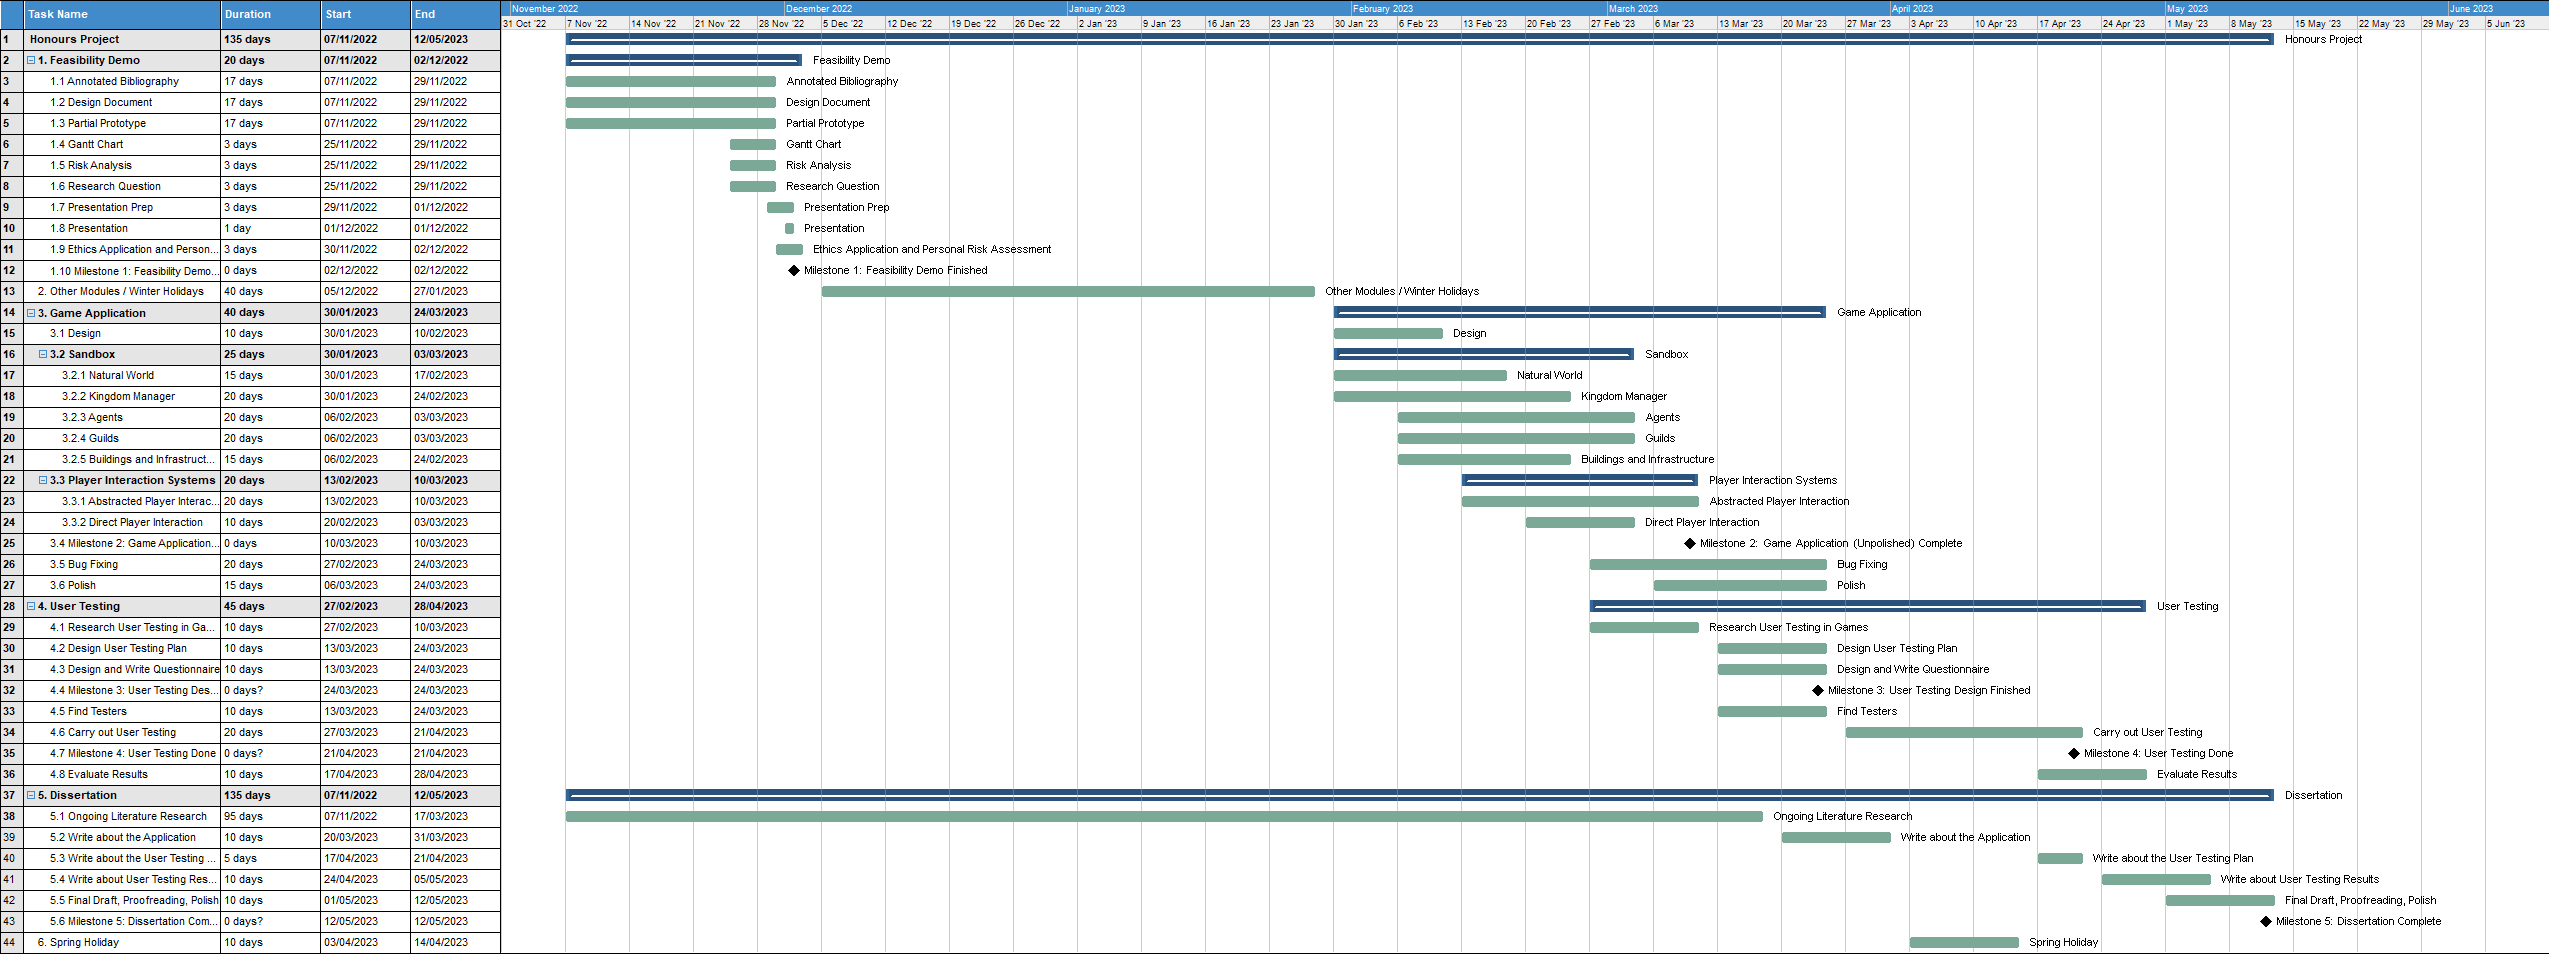 Task Name Duration Start End November 2022 December 2022 January 2023 February 2023 March 2023 April 2023 May 2023 June 2023
31 Oct '22 7 Nov '22 14 Nov '22 21 Nov '22 28 Nov '22 5 Dec '22 12 Dec '22 19 Dec '22 26 Dec '22 2 Jan '23 9 Jan '23 16 Jan '23 23 Jan '23 30 Jan '23 6 Feb '23 13 Feb '23 20 Feb '23 27 Feb '23 6 Mar '23 13 Mar '23 20 Mar '23 27 Mar '23 3 Apr '23 10 Apr '23 17 Apr '23 24 Apr '23 1 May '23 8 May '23 15 May '23 22 May '23 29 May '23 5 Jun '23
1 Honours Project 135 days 07/11/2022 12/05/2023 Honours Project
2 1. Feasibility Demo 20 days 07/11/2022 02/12/2022 Feasibility Demo
3 1.1 Annotated Bibliography 17 days 07/11/2022 29/11/2022 Annotated Bibliography
4 1.2 Design Document 17 days 07/11/2022 29/11/2022 Design Document
5 1.3 Partial Prototype 17 days 07/11/2022 29/11/2022 Partial Prototype
6 1.4 Gantt Chart 3 days 25/11/2022 29/11/2022 Gantt Chart
7 1.5 Risk Analysis 3 days 25/11/2022 29/11/2022 Risk Analysis
8 1.6 Research Question 3 days 25/11/2022 29/11/2022 Research Question
9 1.7 Presentation Prep 3 days 29/11/2022 01/12/2022 Presentation Prep
10 1.8 Presentation 1 day 01/12/2022 01/12/2022 Presentation
11 1.9 Ethics Application and Person... 3 days 30/11/2022 02/12/2022 Ethics Application and Personal Risk Assessment
12 1.10 Milestone 1: Feasibility Demo... 0 days 02/12/2022 02/12/2022 Milestone 1: Feasibility Demo Finished
13 2. Other Modules / Winter Holidays 40 days 05/12/2022 27/01/2023 Other Modules / Winter Holidays
14 3. Game Application 40 days 30/01/2023 24/03/2023 Game Application
15 3.1 Design 10 days 30/01/2023 10/02/2023 Design
16 3.2 Sandbox 25 days 30/01/2023 03/03/2023 Sandbox
17 3.2.1 Natural World 15 days 30/01/2023 17/02/2023 Natural World
18 3.2.2 Kingdom Manager 20 days 30/01/2023 24/02/2023 Kingdom Manager
19 3.2.3 Agents 20 days 06/02/2023 03/03/2023 Agents
20 3.2.4 Guilds 20 days 06/02/2023 03/03/2023 Guilds
21 3.2.5 Buildings and Infrastruct... 15 days 06/02/2023 24/02/2023 Buildings and Infrastructure
22 3.3 Player Interaction Systems 20 days 13/02/2023 10/03/2023 Player Interaction Systems
23 3.3.1 Abstracted Player Interac... 20 days 13/02/2023 10/03/2023 Abstracted Player Interaction
24 3.3.2 Direct Player Interaction 10 days 20/02/2023 03/03/2023 Direct Player Interaction
25 3.4 Milestone 2: Game Application... 0 days 10/03/2023 10/03/2023 Milestone 2: Game Application (Unpolished) Complete
26 3.5 Bug Fixing 20 days 27/02/2023 24/03/2023 Bug Fixing
27 3.6 Polish 15 days 06/03/2023 24/03/2023 Polish
28 4. User Testing 45 days 27/02/2023 28/04/2023 User Testing
29 4.1 Research User Testing in Ga... 10 days 27/02/2023 10/03/2023 Research User Testing in Games
30 4.2 Design User Testing Plan 10 days 13/03/2023 24/03/2023 Design User Testing Plan
31 4.3 Design and Write Questionnaire 10 days 13/03/2023 24/03/2023 Design and Write Questionnaire
32 4.4 Milestone 3: User Testing Des... 0 days? 24/03/2023 24/03/2023 Milestone 3: User Testing Design Finished
33 4.5 Find Testers 10 days 13/03/2023 24/03/2023 Find Testers
34 4.6 Carry out User Testing 20 days 27/03/2023 21/04/2023 Carry out User Testing
35 4.7 Milestone 4: User Testing Done 0 days? 21/04/2023 21/04/2023 Milestone 4: User Testing Done
36 4.8 Evaluate Results 10 days 17/04/2023 28/04/2023 Evaluate Results
37 5. Dissertation 135 days 07/11/2022 12/05/2023 Dissertation
38 5.1 Ongoing Literature Research 95 days 07/11/2022 17/03/2023 Ongoing Literature Research
39 5.2 Write about the Application 10 days 20/03/2023 31/03/2023 Write about the Application
40 5.3 Write about the User Testing ... 5 days 17/04/2023 21/04/2023 Write about the User Testing Plan
41 5.4 Write about User Testing Res... 10 days 24/04/2023 05/05/2023 Write about User Testing Results
42 5.5 Final Draft, Proofreading, Polish 10 days 01/05/2023 12/05/2023 Final Draft, Proofreading, Polish
43 5.6 Milestone 5: Dissertation Com... 0 days? 12/05/2023 12/05/2023 Milestone 5: Dissertation Complete
44 6. Spring Holiday 10 days 03/04/2023 14/04/2023 Spring Holiday